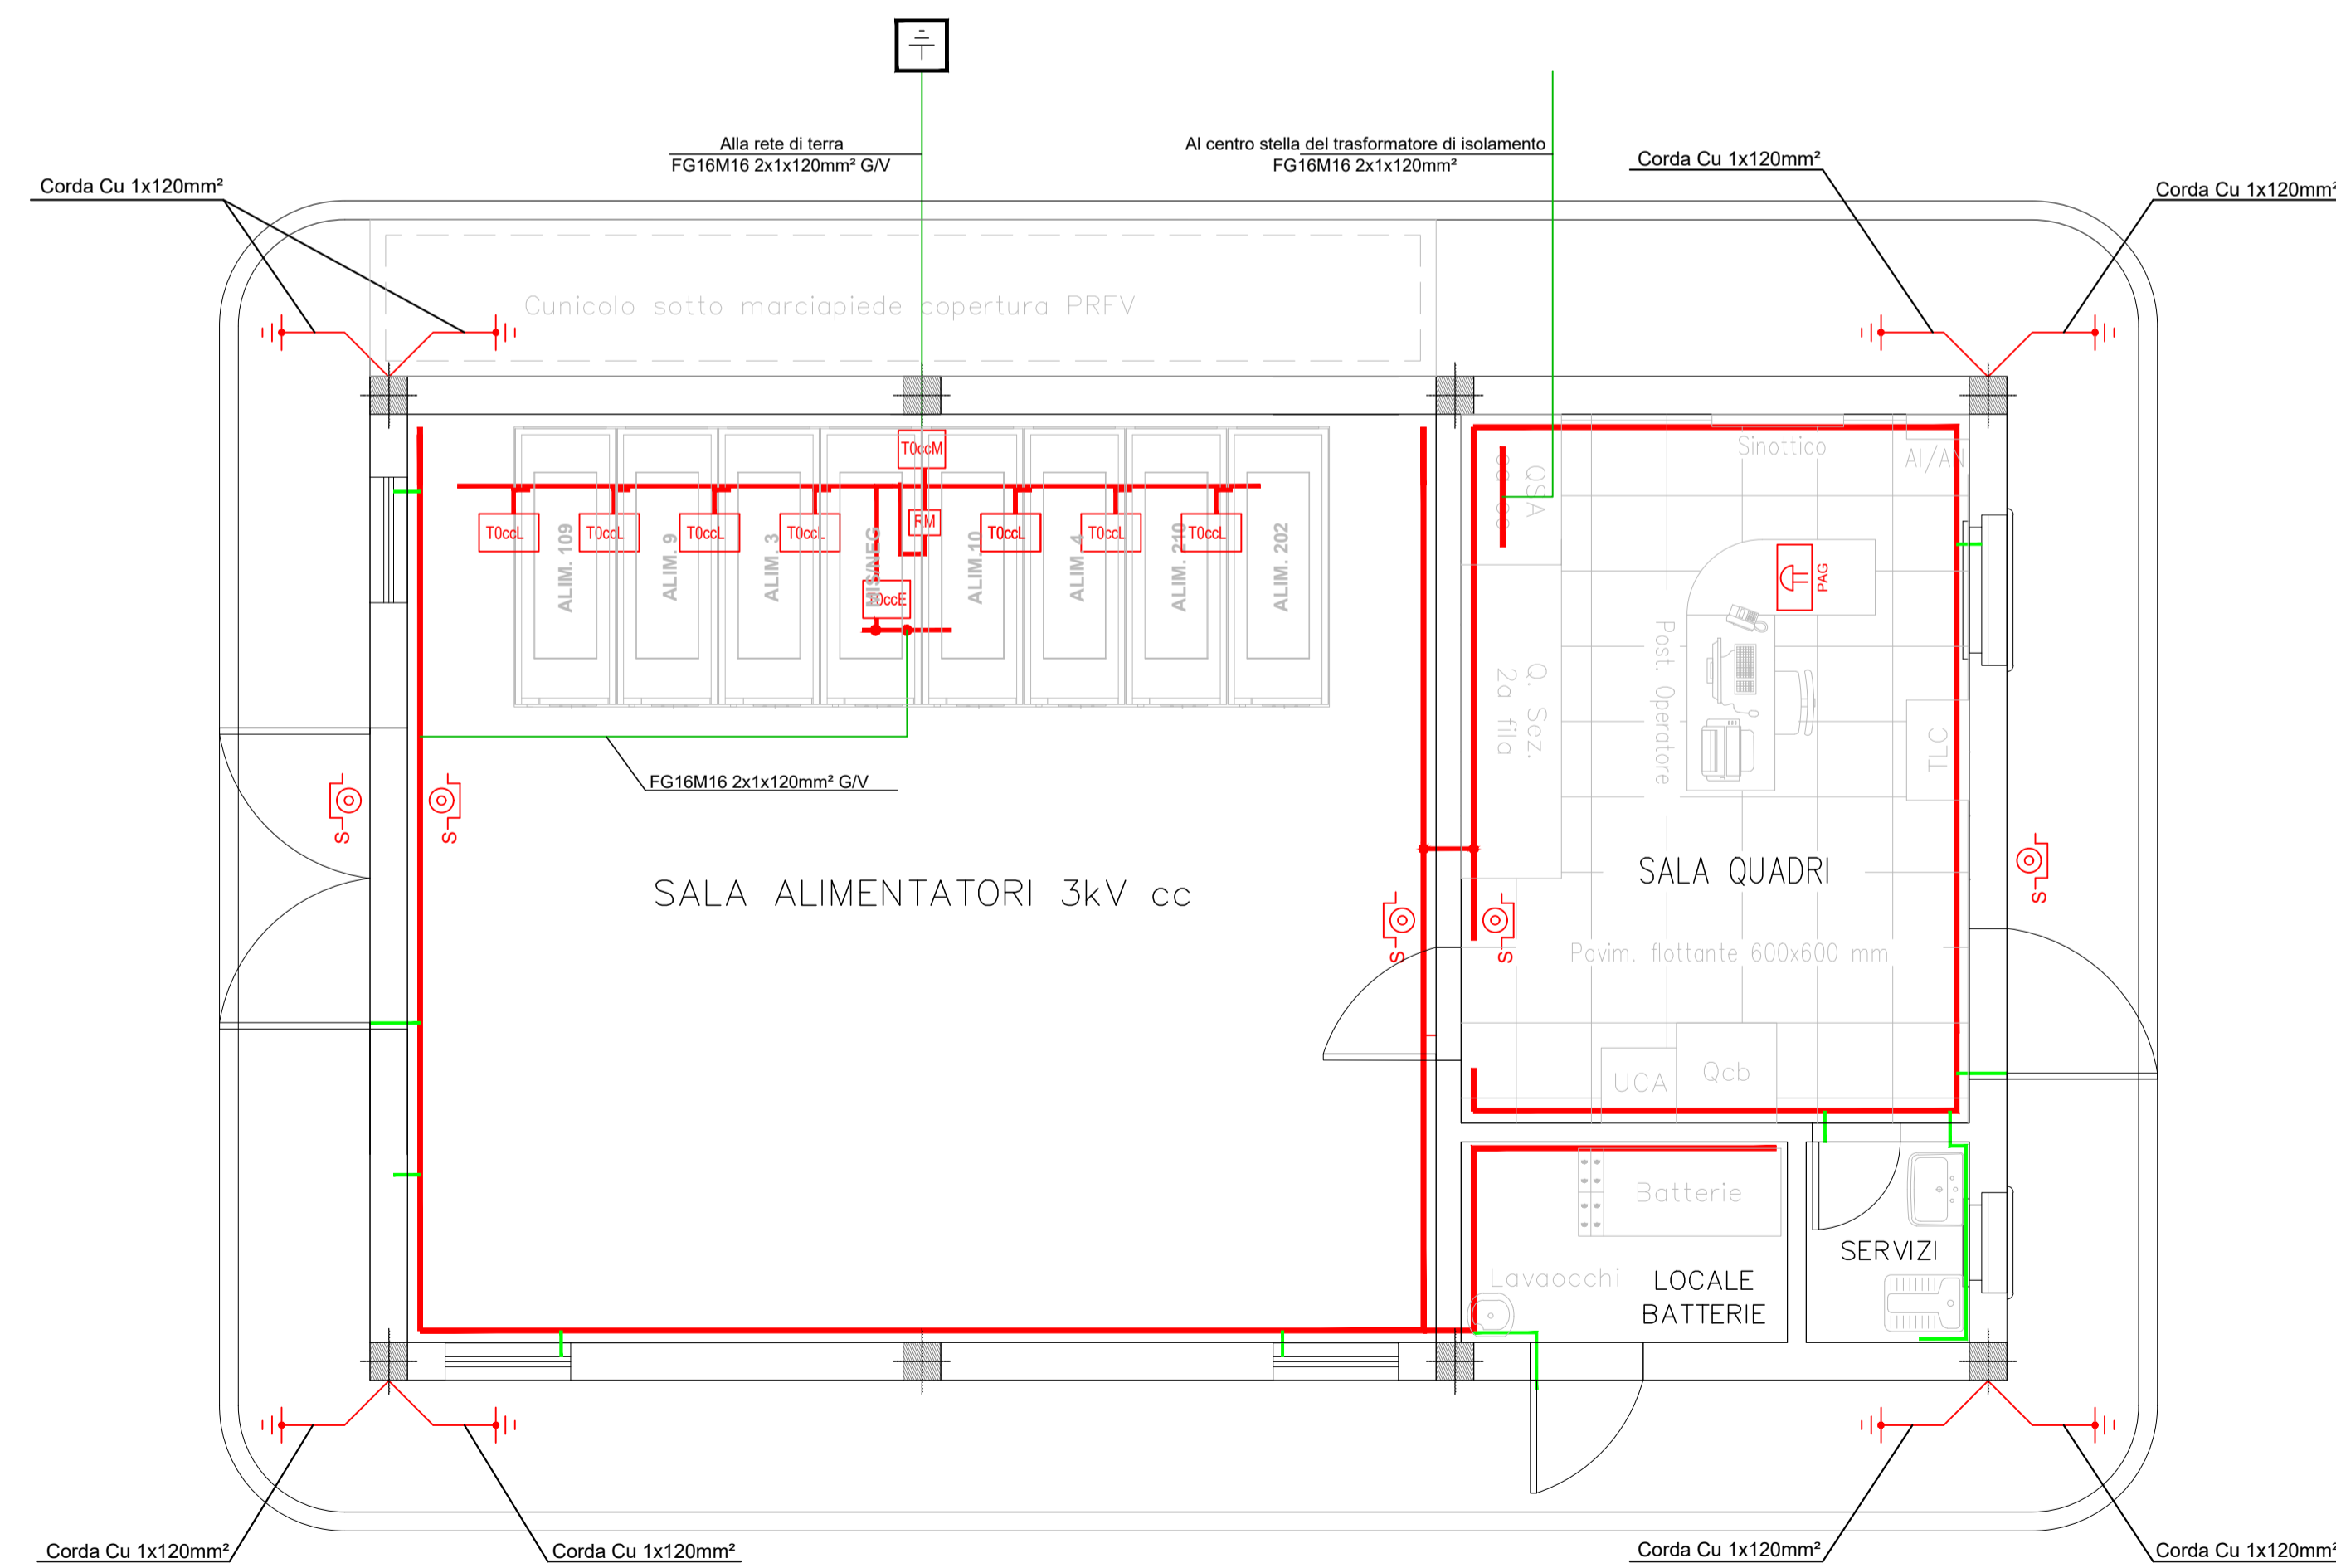 Alla rete di terra
FG16M16 2x1x120mm² G/V
Al centro stella del trasformatore di isolamento
FG16M16 2x1x120mm²
Corda Cu 1x120mm²
Corda Cu 1x120mm²
Corda Cu 1x120mm²
Cunicolo sotto marciapiede copertura PRFV
T0ccM
T0ccL
T0ccL
T0ccL
T0ccL
RM
T0ccL
T0ccL
T0ccL
T0ccE
ALIM. 109
ALIM. 9
ALIM. 3
MIS/NEG
ALIM.10
ALIM. 4
ALIM. 210
ALIM. 202
QSA
Sinottico
AI/AN
PAG
Post. Operatore
Q. Sez.
2a fila
TLC
FG16M16 2x1x120mm² G/V
S
S
S
S
S
SALA ALIMENTATORI 3kV cc
SALA QUADRI
Pavim. flottante 600x600 mm
UCA
Qcb
Batterie
Lavaocchi
LOCALE
BATTERIE
SERVIZI
Corda Cu 1x120mm²
Corda Cu 1x120mm²
Corda Cu 1x120mm²
Corda Cu 1x120mm²